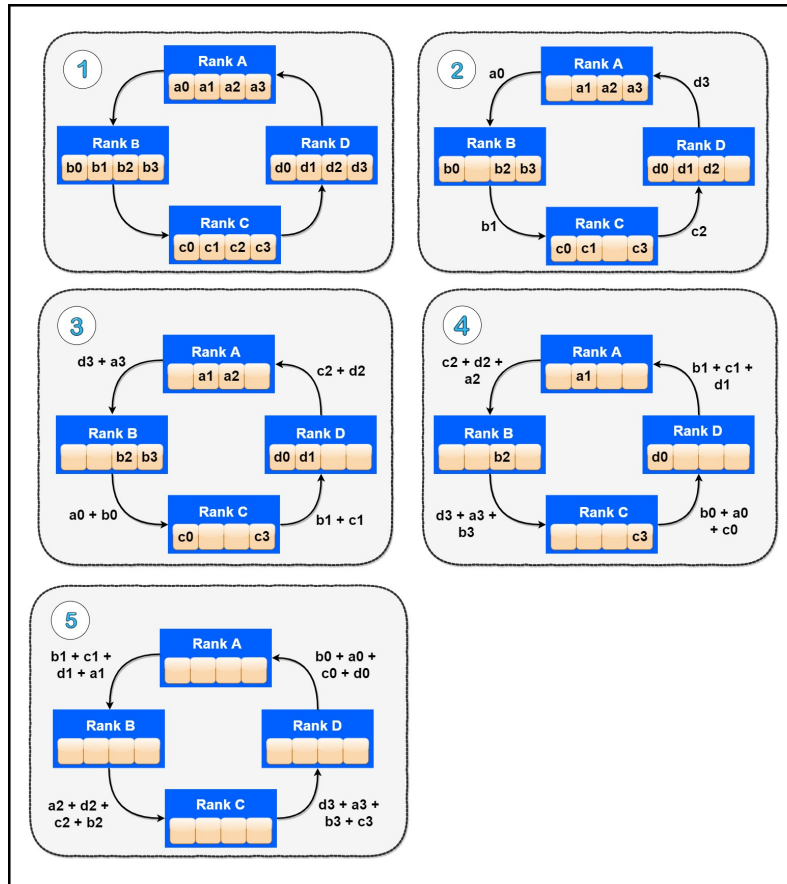 1
Rank A
a0 a1 a2 a3
Rank B
b0 b1 b2 b3
Rank D
d0 d1 d2 d3
Rank C
c0 c1 c2 c3
2
Rank A
a1 a2 a3
a0
d3
Rank B
b0 b2 b3
Rank D
d0 d1 d2
b1
c2
Rank C
c0 c1 c3
3
Rank A
a1 a2
d3 + a3
c2 + d2
Rank B
b2 b3
Rank D
d0 d1
a0 + b0
b1 + c1
Rank C
c0 c3
4
Rank A
a1
c2 + d2 +
a2
b1 + c1 +
d1
Rank B
b2
Rank D
d0
d3 + a3 +
b3
b0 + a0
+ c0
Rank C
c3
5
Rank A
b1 + c1 +
d1 + a1
b0 + a0 +
c0 + d0
Rank B
Rank D
a2 + d2 +
c2 + b2
d3 + a3 +
b3 + c3
Rank C